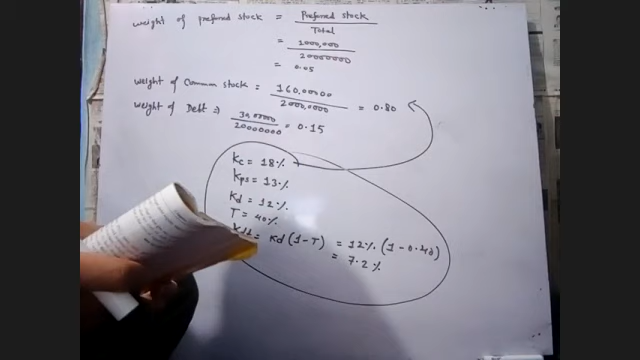 weight of preferred stock = Preferred stock
Total
= 1000,000
20000000
= 0.05
weight of Common stock = 160,00000 = 0.80
2000,0000
weight of Debt ⇒ 3000000 = 0.15
20000000
Kc = 18%
Kps = 13%
Kd = 12%
T = 40%
= Kd (1-T) = 12% (1-0.40)
= 7.2%